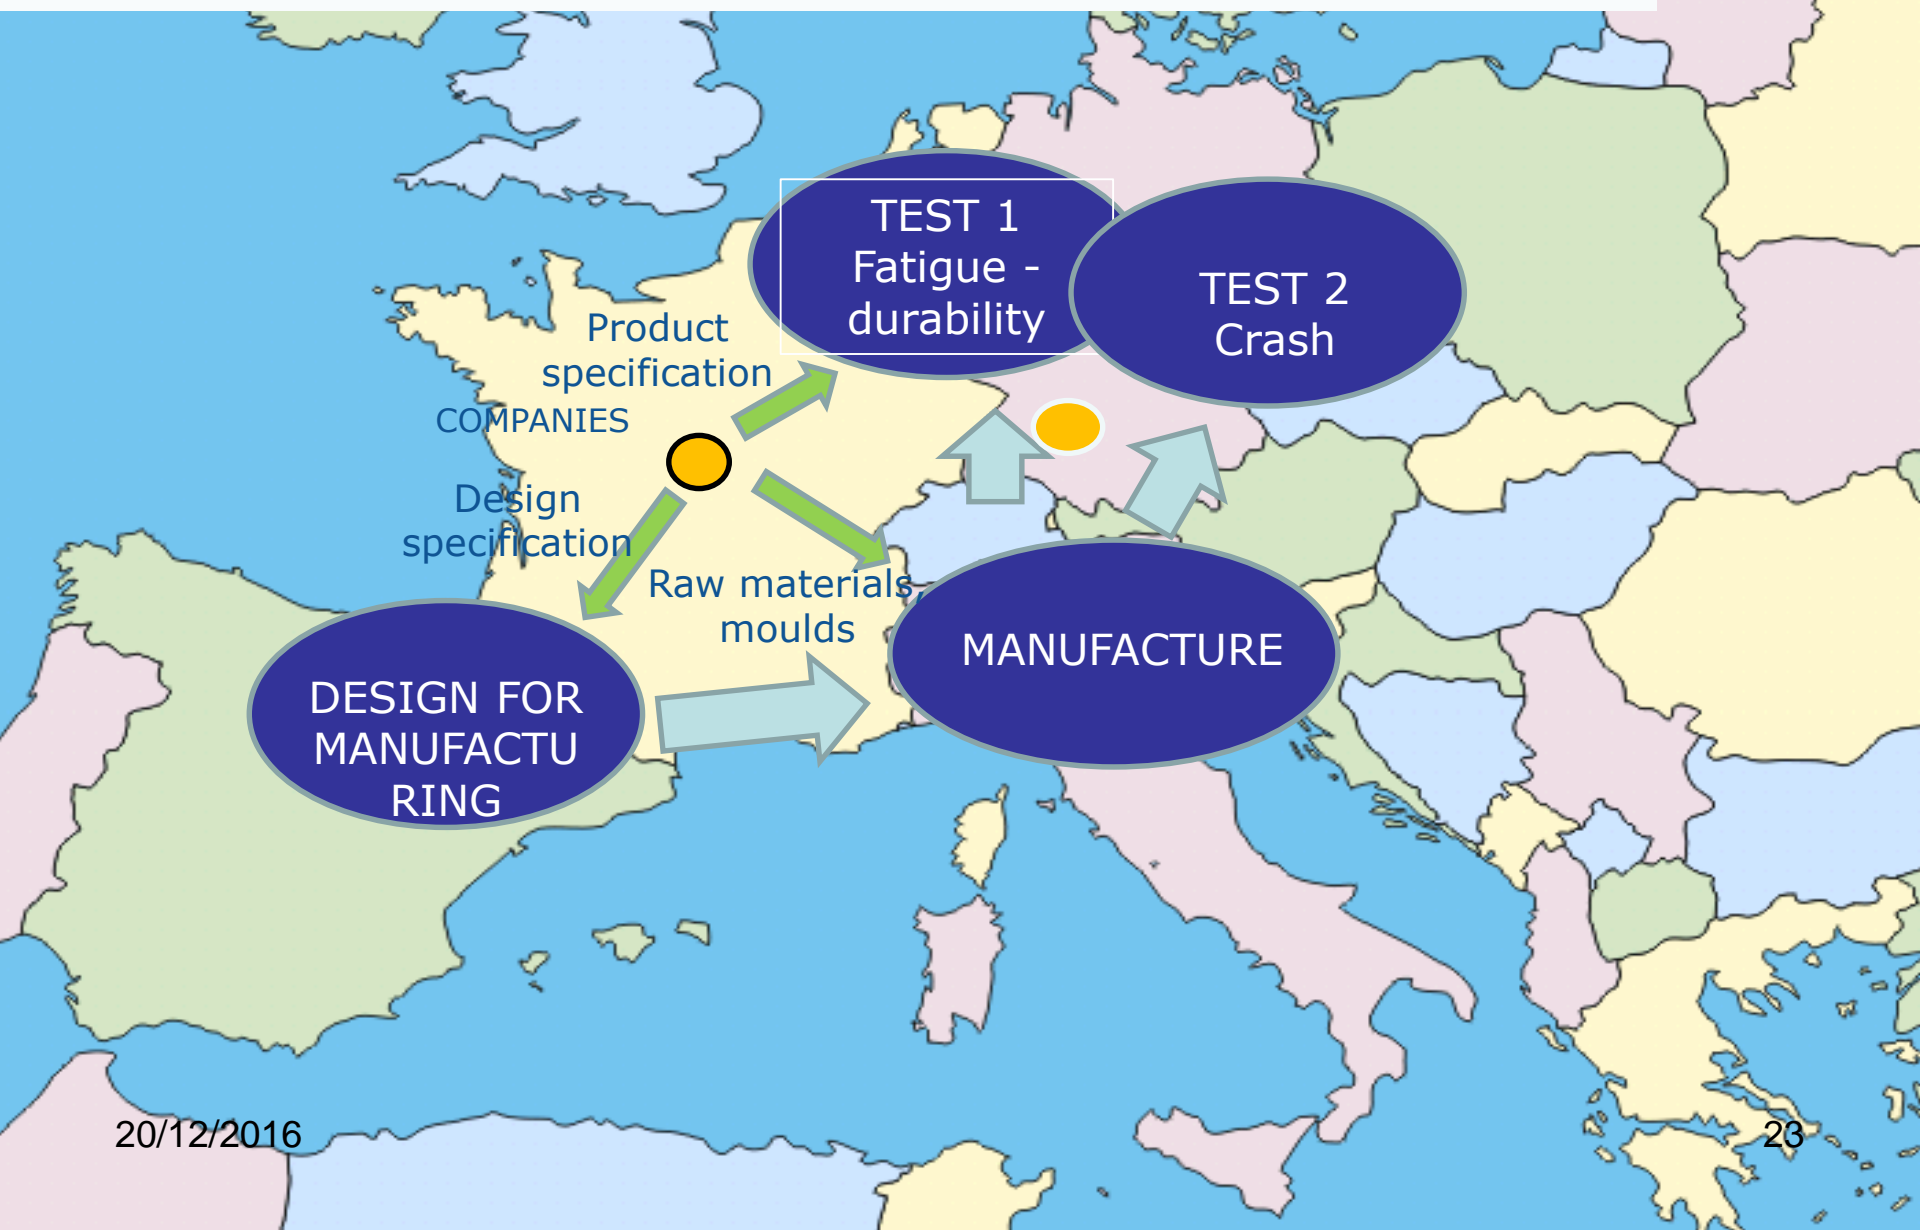 TEST 1
Fatigue -
durability
TEST 2
Crash
Product
specification
COMPANIES
Design
specification
Raw materials,
moulds
MANUFACTURE
DESIGN FOR
MANUFACTU
RING
20/12/2016
23